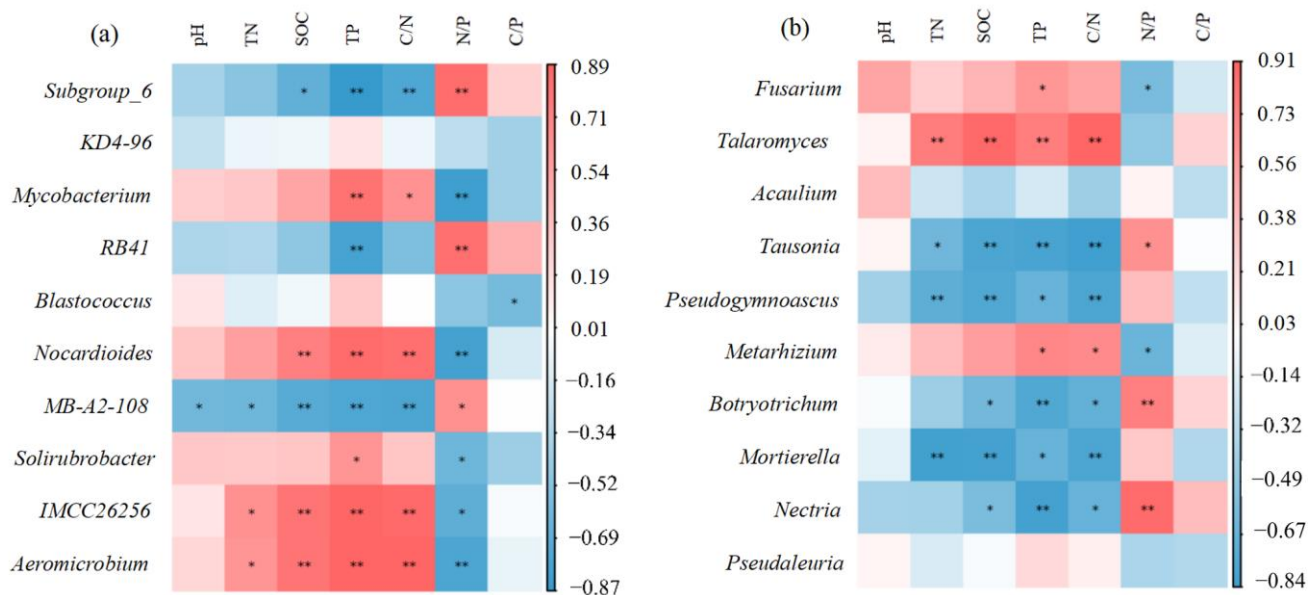 (a)
pH TN SOC TP C/N N/P C/P
Subgroup_6 * ** ** **
KD4-96
Mycobacterium ** * **
RB41 ** **
Blastococcus *
Nocardioides ** ** ** **
MB-A2-108 * * ** ** ** *
Solirubrobacter * *
IMCC26256 * ** ** ** *
Aeromicrobium * ** ** ** **
0.89
0.71
0.54
0.36
0.19
0.01
−0.16
−0.34
−0.52
−0.69
−0.87
(b)
pH TN SOC TP C/N N/P C/P
Fusarium * *
Talaromyces ** ** ** **
Acaulium
Tausonia * ** ** ** *
Pseudogymnoascus ** ** * **
Metarhizium * * *
Botryotrichum * ** * **
Mortierella ** ** * **
Nectria * ** * **
Pseudaleuria
0.91
0.73
0.56
0.38
0.21
0.03
−0.14
−0.32
−0.49
−0.67
−0.84